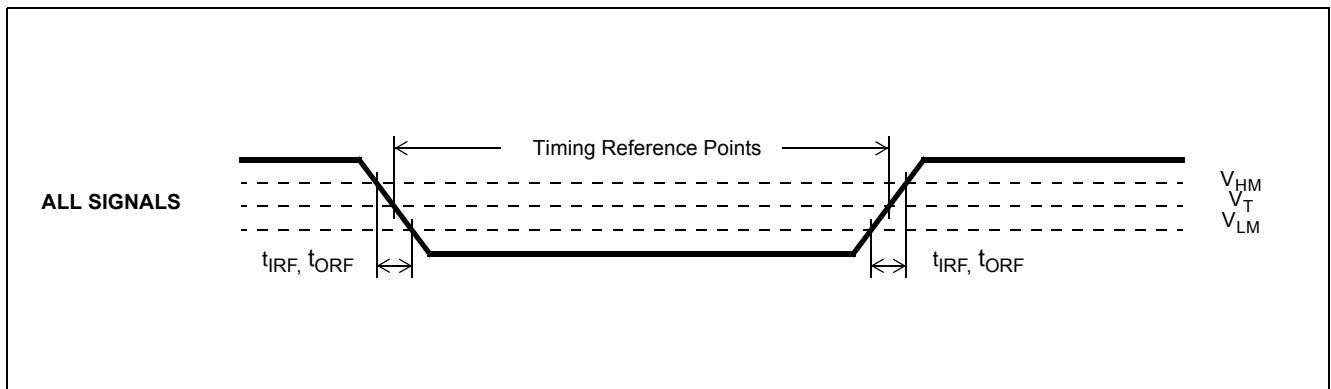 Timing Reference Points
ALL SIGNALS
V_HM
V_T
V_LM
t_IRF, t_ORF
t_IRF, t_ORF